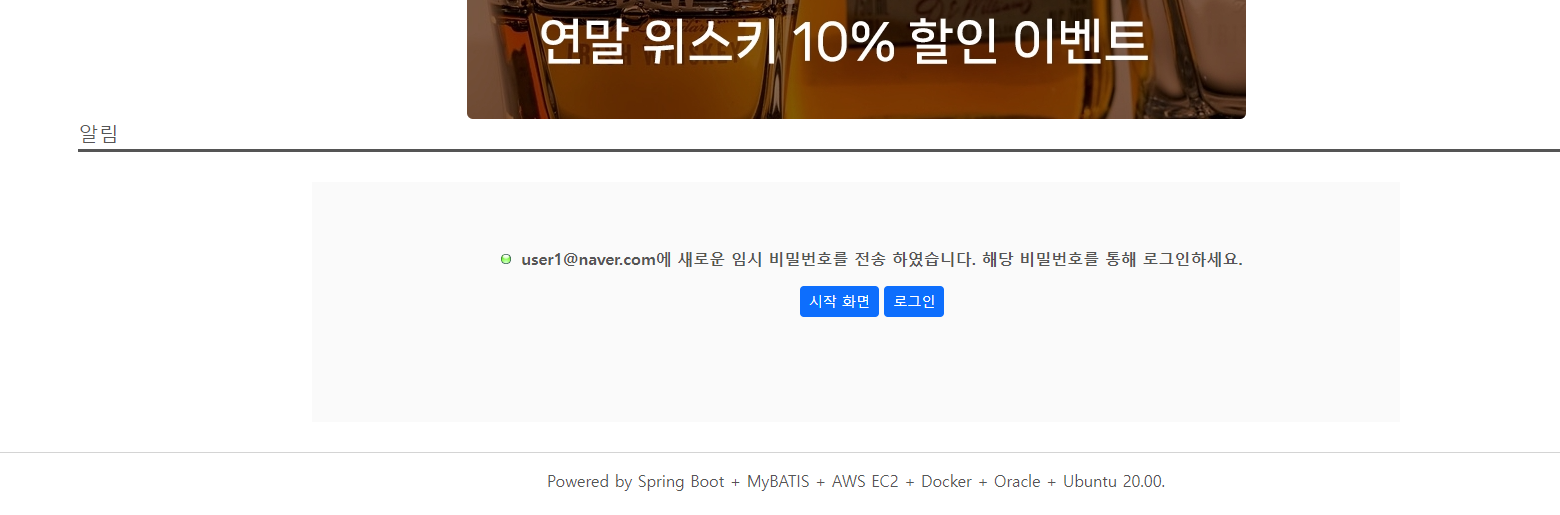 연말 위스키 10% 할인 이벤트
알림
user1@naver.com에 새로운 임시 비밀번호를 전송 하였습니다. 해당 비밀번호를 통해 로그인하세요.
시작 화면 로그인
Powered by Spring Boot + MyBATIS + AWS EC2 + Docker + Oracle + Ubuntu 20.00.